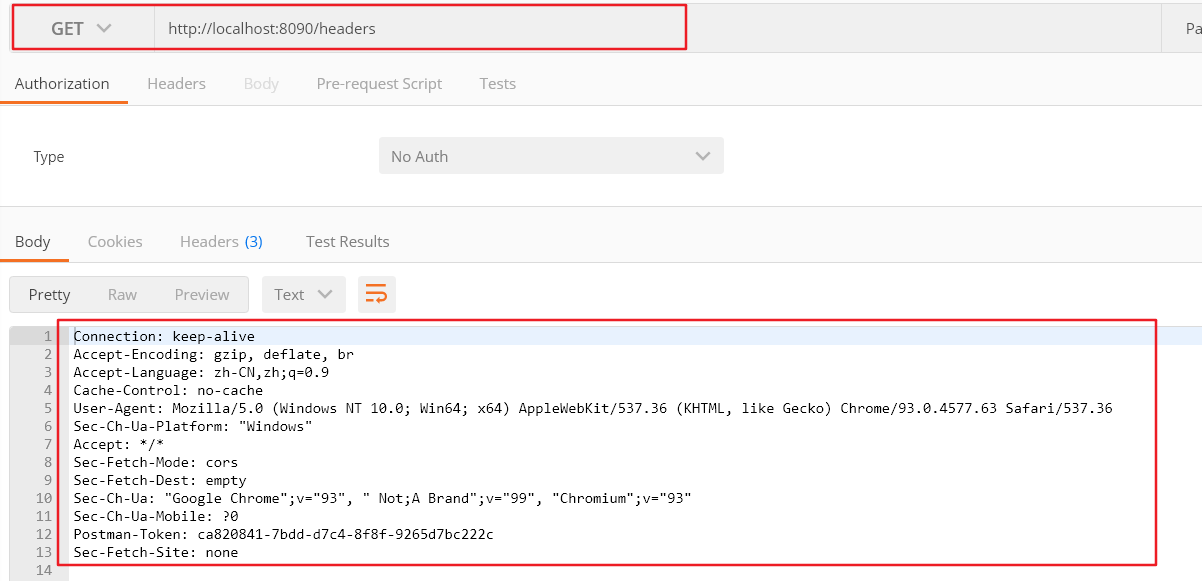 GET http://localhost:8090/headers Pa
Authorization Headers Body Pre-request Script Tests
Type No Auth
Body Cookies Headers (3) Test Results
Pretty Raw Preview Text
1 Connection: keep-alive
2 Accept-Encoding: gzip, deflate, br
3 Accept-Language: zh-CN,zh;q=0.9
4 Cache-Control: no-cache
5 User-Agent: Mozilla/5.0 (Windows NT 10.0; Win64; x64) AppleWebKit/537.36 (KHTML, like Gecko) Chrome/93.0.4577.63 Safari/537.36
6 Sec-Ch-Ua-Platform: "Windows"
7 Accept: */*
8 Sec-Fetch-Mode: cors
9 Sec-Fetch-Dest: empty
10 Sec-Ch-Ua: "Google Chrome";v="93", " Not;A Brand";v="99", "Chromium";v="93"
11 Sec-Ch-Ua-Mobile: ?0
12 Postman-Token: ca820841-7bdd-d7c4-8f8f-9265d7bc222c
13 Sec-Fetch-Site: none
14